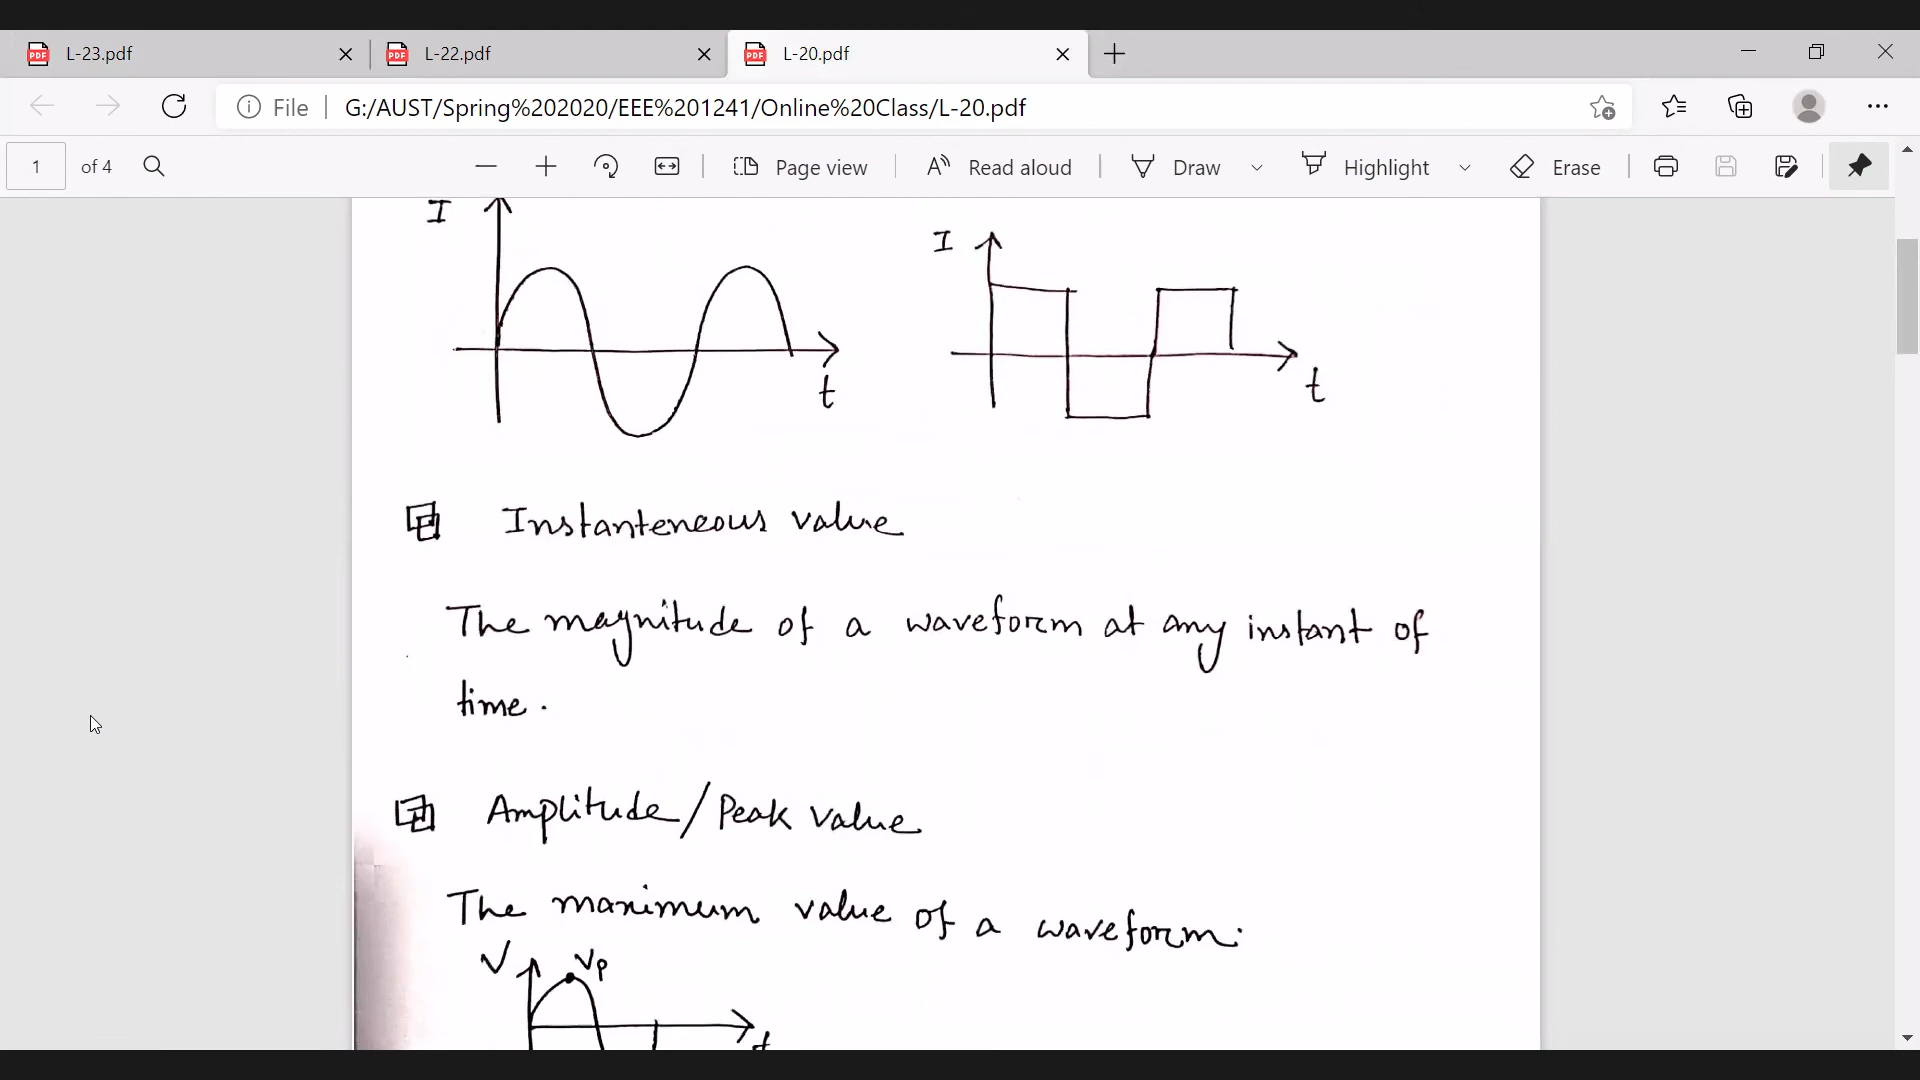 L-23.pdf
L-22.pdf
L-20.pdf
File
G:/AUST/Spring%202020/EEE%201241/Online%20Class/L-20.pdf
1 of 4
Page view
Read aloud
Draw
Highlight
Erase
I
t
I
t
Instanteneous value
The magnitude of a waveform at any instant of
time.
Amplitude/Peak value
The maximum value of a waveform.
V
Vp
t